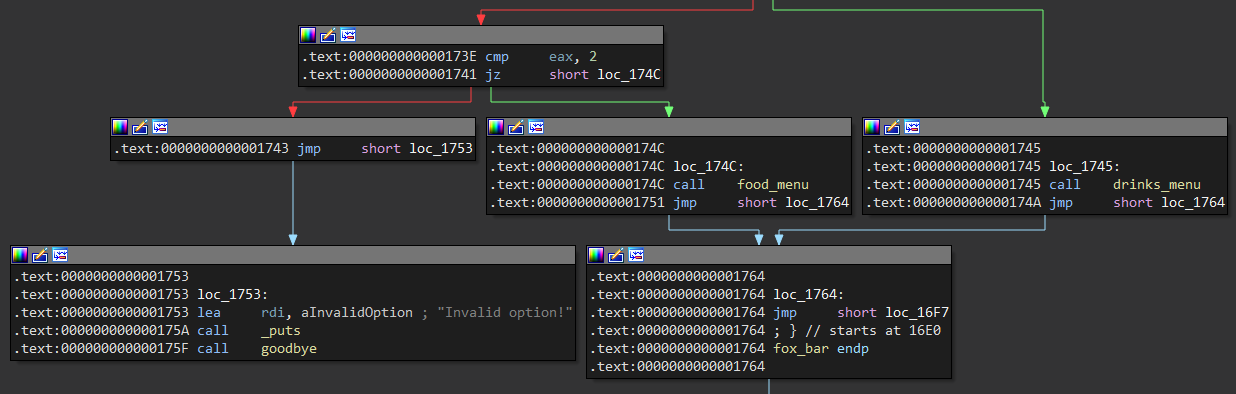 .text:000000000000173E cmp eax, 2
.text:0000000000001741 jz short loc_174C
.text:0000000000001743 jmp short loc_1753
.text:000000000000174C
.text:000000000000174C loc_174C:
.text:000000000000174C call food_menu
.text:0000000000001751 jmp short loc_1764
.text:0000000000001745
.text:0000000000001745 loc_1745:
.text:0000000000001745 call drinks_menu
.text:000000000000174A jmp short loc_1764
.text:0000000000001753
.text:0000000000001753 loc_1753:
.text:0000000000001753 lea rdi, aInvalidOption ; "Invalid option!"
.text:000000000000175A call _puts
.text:000000000000175F call goodbye
.text:0000000000001764
.text:0000000000001764 loc_1764:
.text:0000000000001764 jmp short loc_16F7
.text:0000000000001764 ; } // starts at 16E0
.text:0000000000001764 fox_bar endp
.text:0000000000001764